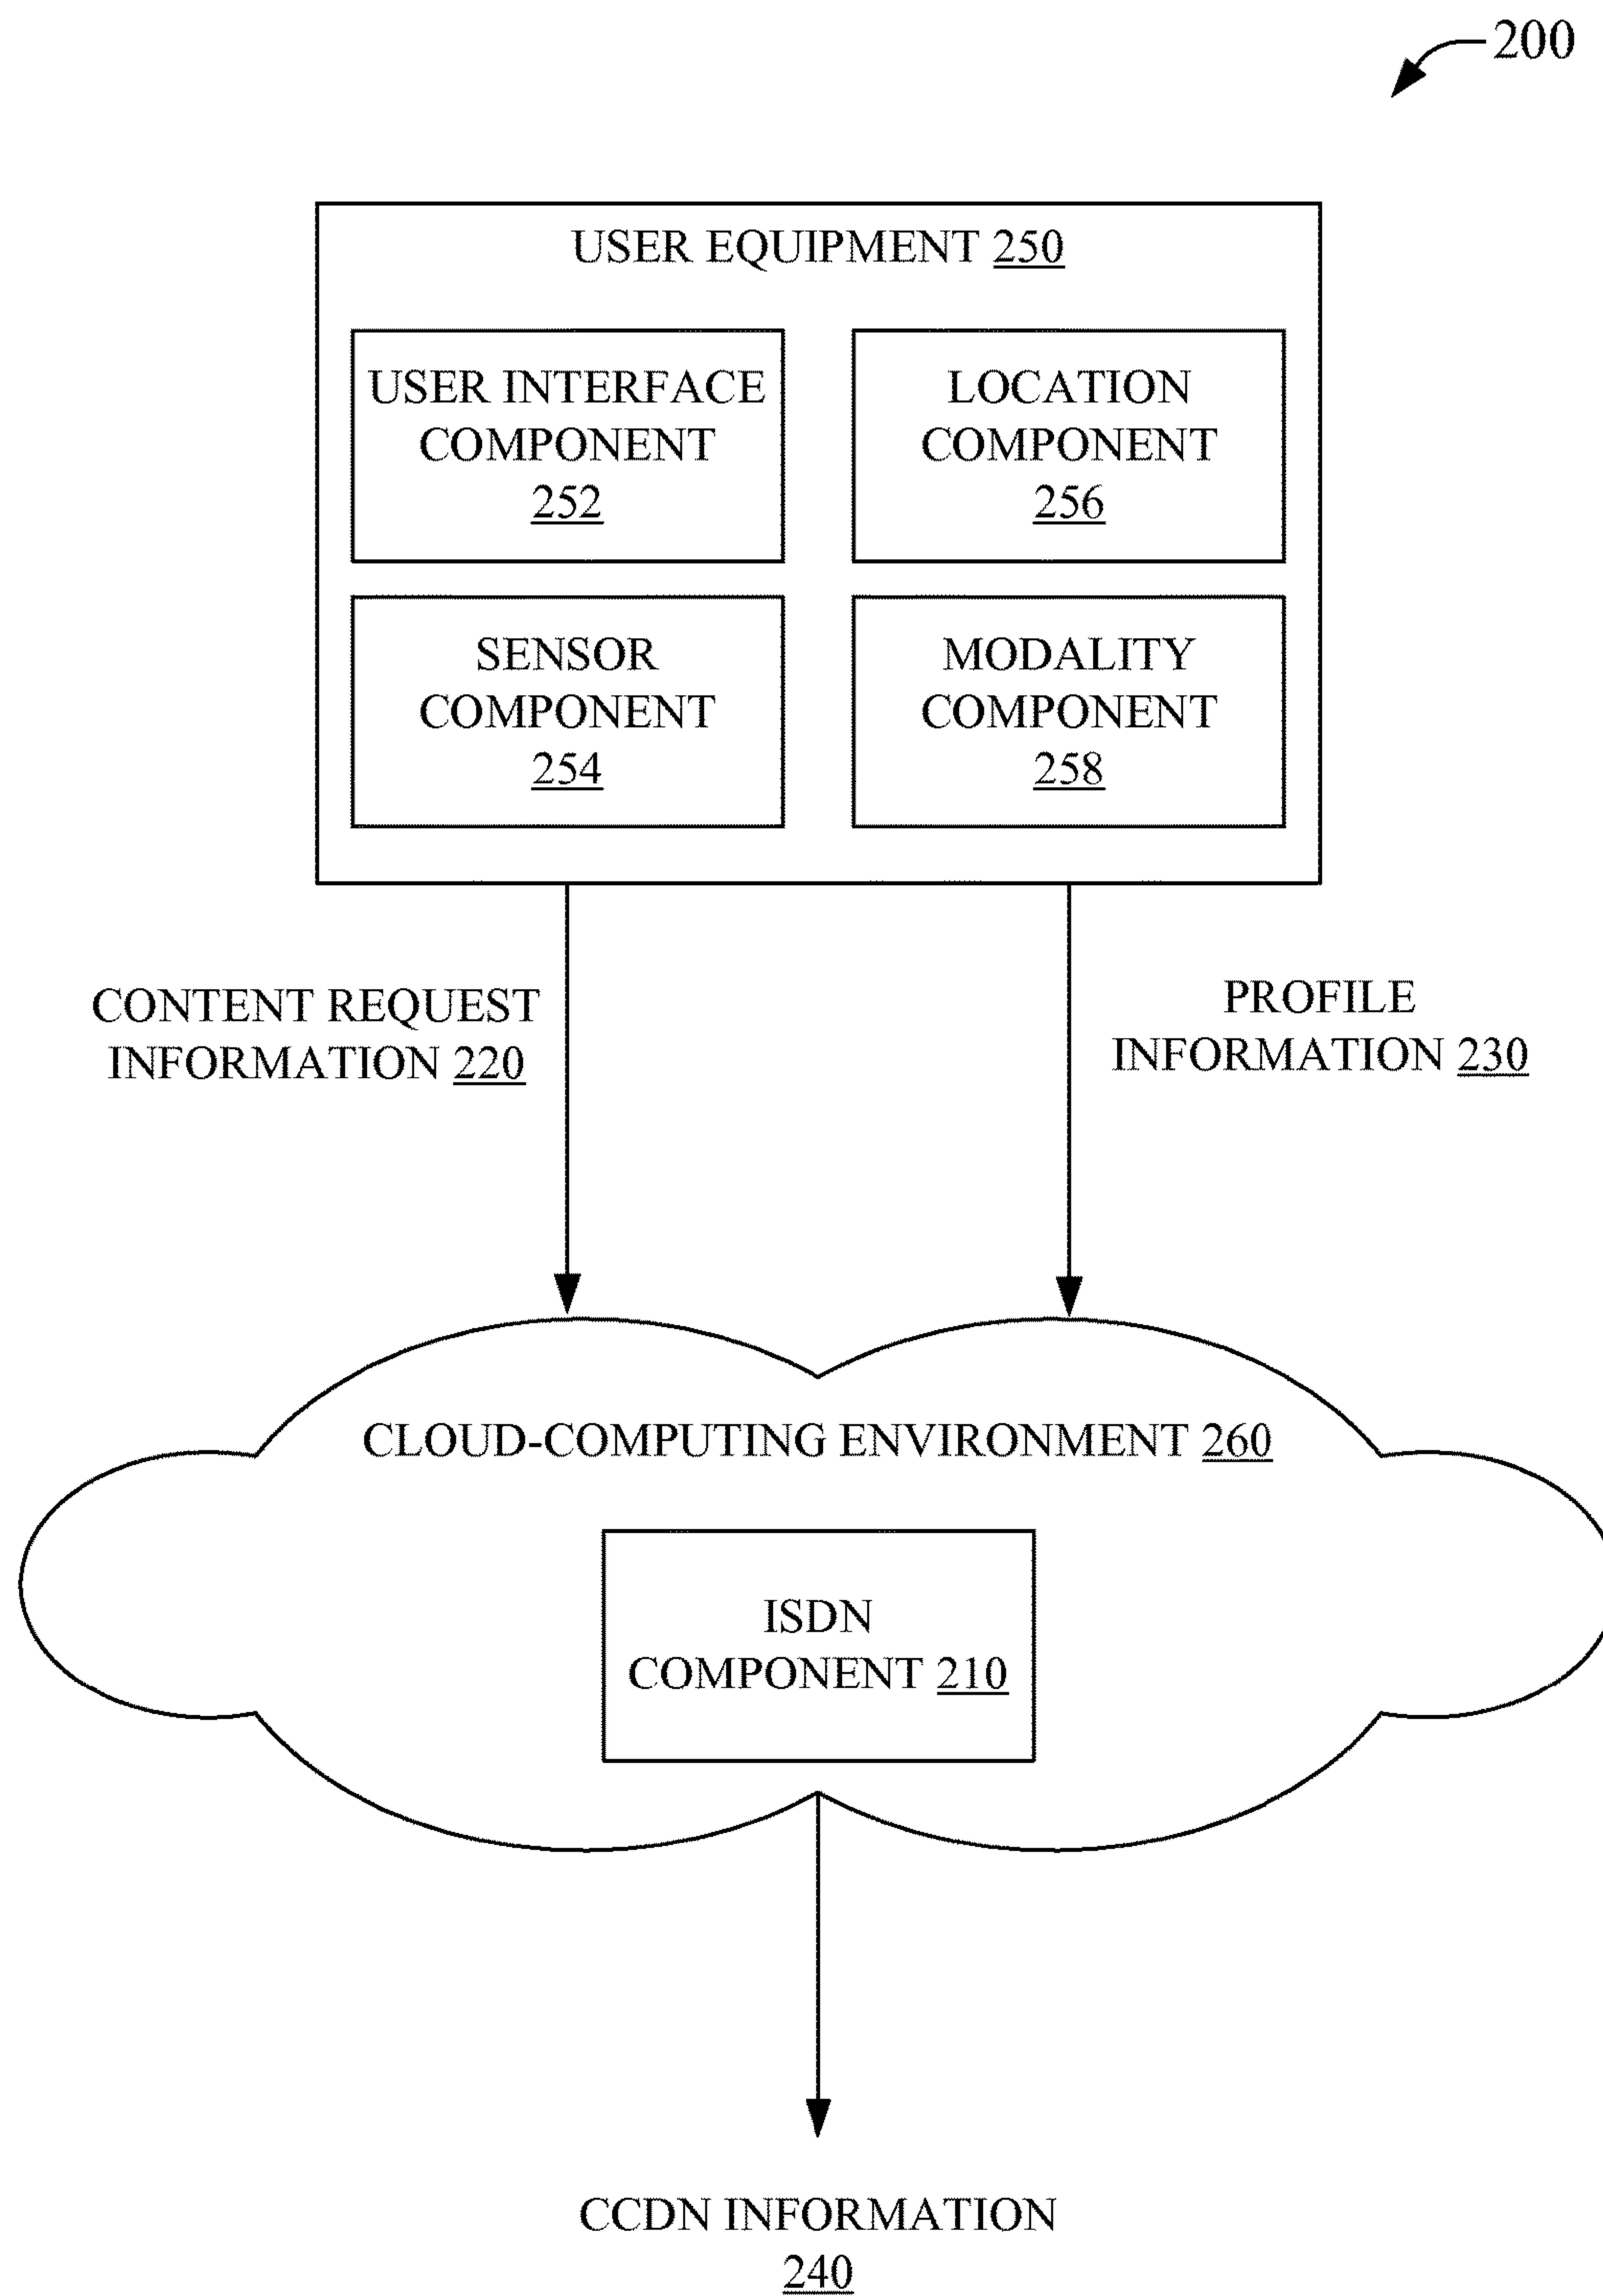 200
USER EQUIPMENT 250
USER INTERFACE
COMPONENT
252
LOCATION
COMPONENT
256
SENSOR
COMPONENT
254
MODALITY
COMPONENT
258
CONTENT REQUEST
INFORMATION 220
PROFILE
INFORMATION 230
CLOUD-COMPUTING ENVIRONMENT 260
ISDN
COMPONENT 210
CCDN INFORMATION
240